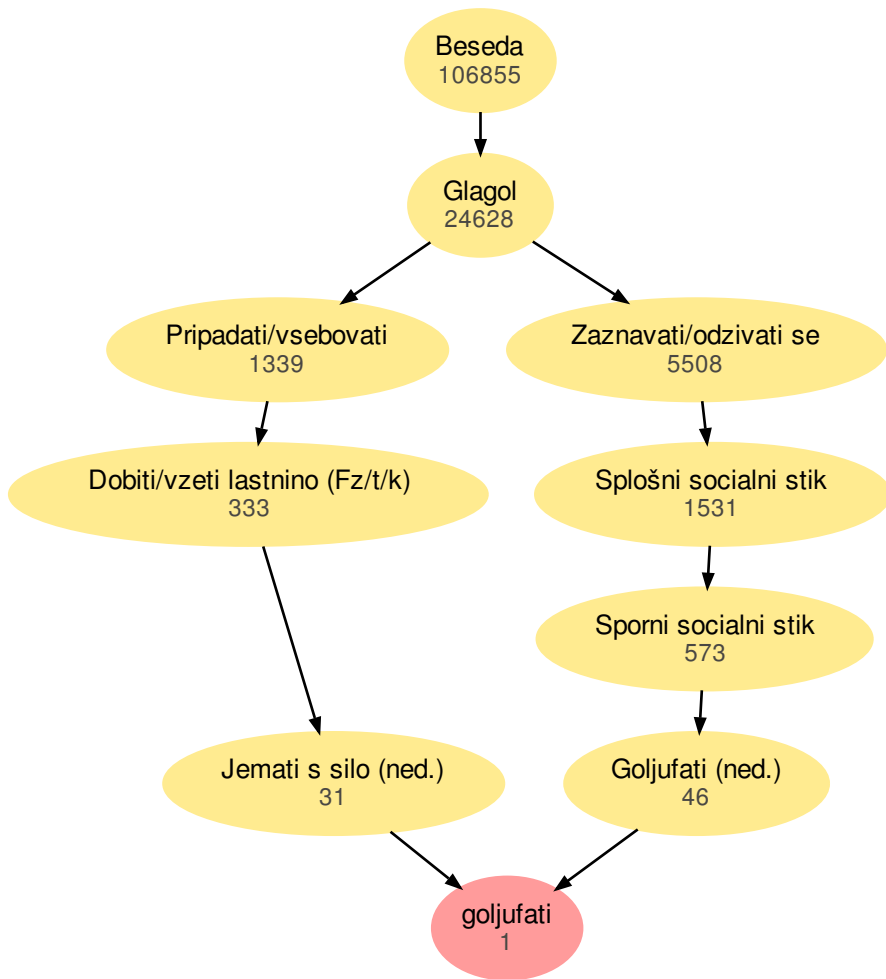 Beseda
106855
Glagol
24628
Pripadati/vsebovati
1339
Zaznavati/odzivati se
5508
Dobiti/vzeti lastnino (Fz/t/k)
333
Splošni socialni stik
1531
Sporni socialni stik
573
Jemati s silo (ned.)
31
Goljufati (ned.)
46
goljufati
1